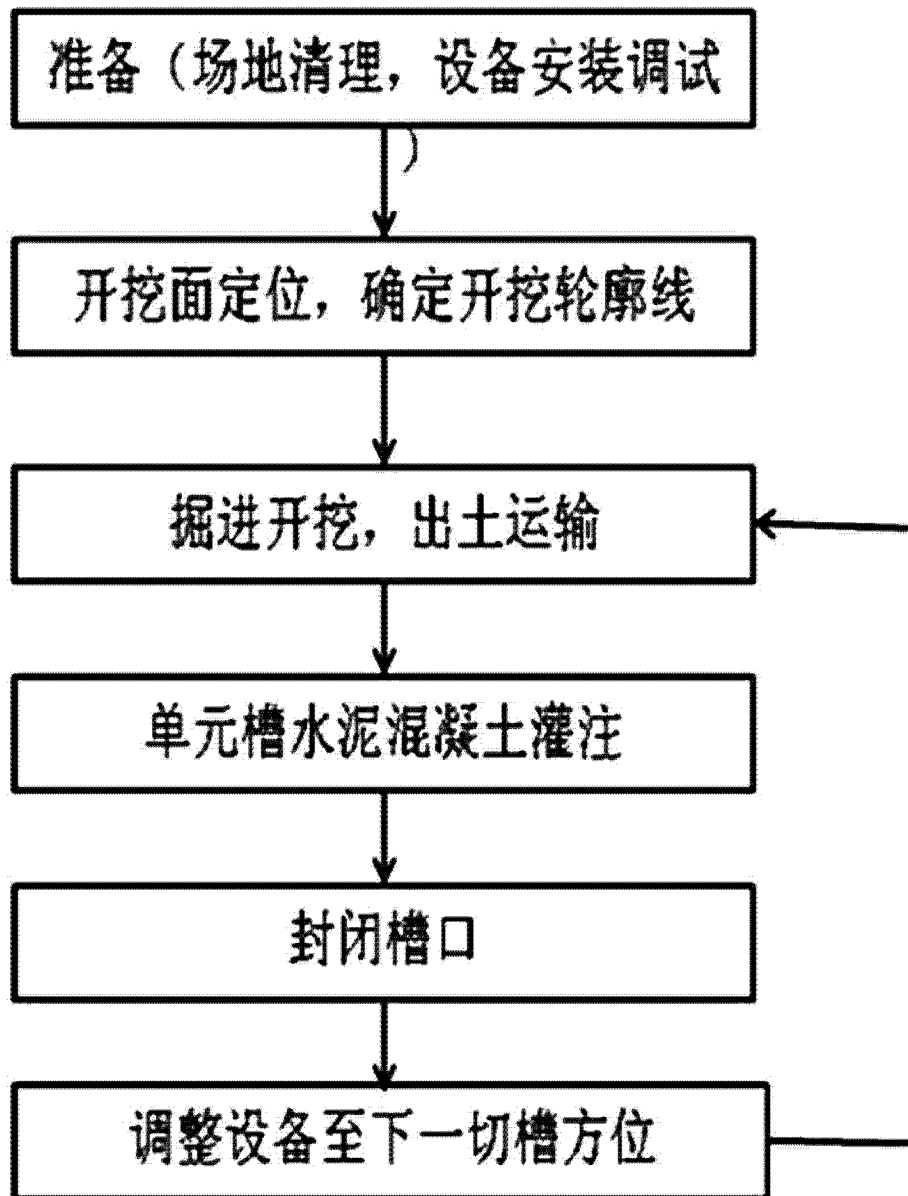 准备（场地清理，设备安装调试
）
开挖面定位，确定开挖轮廓线
掘进开挖，出土运输
单元槽水泥混凝土灌注
封闭槽口
调整设备至下一切槽方位